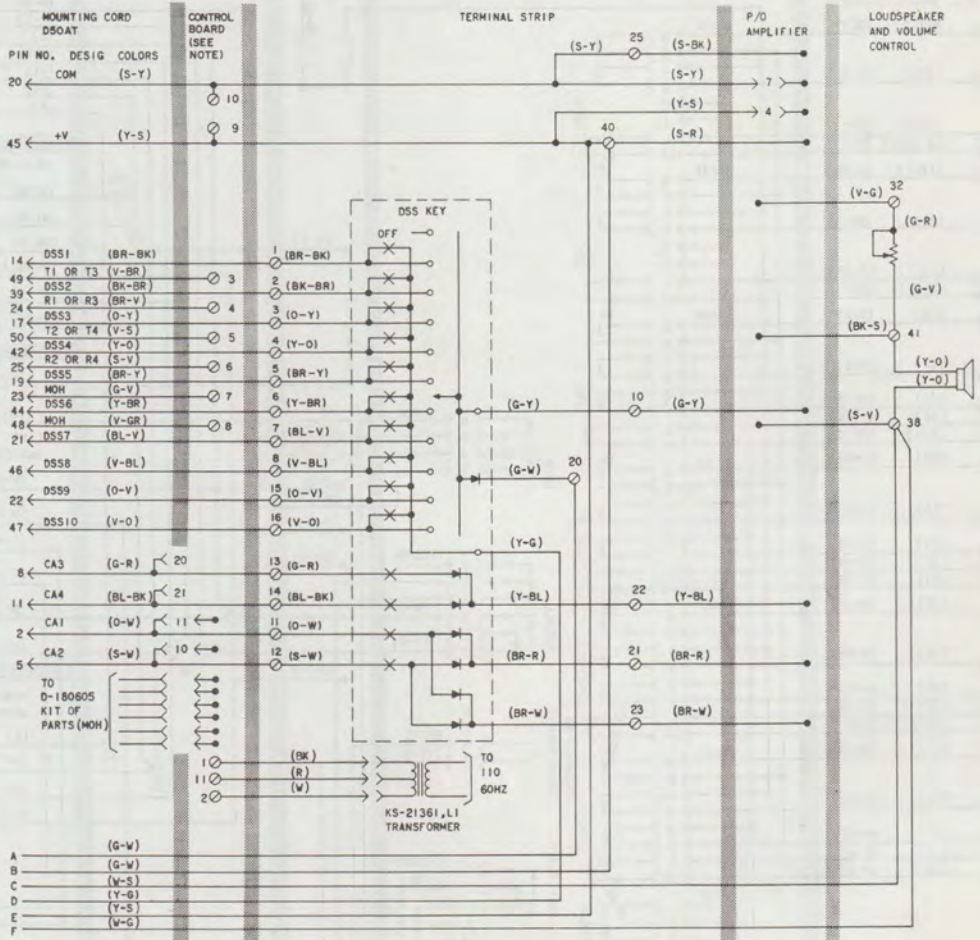 MOUNTING CORD
D50AT
CONTROL
BOARD
(SEE
NOTE)
TERMINAL STRIP
P/O
AMPLIFIER
LOUDSPEAKER
AND VOLUME
CONTROL
PIN NO. DESIG COLORS
25
(S-Y) (S-BK)
20 COM (S-Y)
(S-Y) 7
10
(Y-S) 4
9
45 +V (Y-S)
40 (S-R)
(V-G) 32
(G-R)
(G-V)
(BK-S) 41
(Y-O)
(Y-O)
(S-V) 38
DSS KEY
OFF
14 DSS1 (BR-BK) 1 (BR-BK)
49 T1 OR T3 (V-BR) 3
39 DSS2 (BK-BR) 2 (BK-BR)
24 R1 OR R3 (BR-V) 4
17 DSS3 (O-Y) 3 (O-Y)
50 T2 OR T4 (V-S) 5
42 DSS4 (Y-O) 4 (Y-O)
25 R2 OR R4 (S-V) 6
19 DSS5 (BR-Y) 5 (BR-Y)
23 MOH (G-V) 7
44 DSS6 (Y-BR) 6 (Y-BR) (G-Y) 10 (G-Y)
48 MOH (V-GR) 8
21 DSS7 (BL-V) 7 (BL-V)
46 DSS8 (V-BL) 8 (V-BL) (G-W) 20
22 DSS9 (O-V) 15 (O-V)
47 DSS10 (V-O) 16 (V-O)
(Y-G)
8 CA3 (G-R) 20 13 (G-R)
11 CA4 (BL-BK) 21 14 (BL-BK) (Y-BL) 22 (Y-BL)
2 CA1 (O-W) 11 11 (O-W)
5 CA2 (S-W) 10 12 (S-W) (BR-R) 21 (BR-R)
(BR-W) 23 (BR-W)
TO
D-180605
KIT OF
PARTS (MOH)
1 (BK)
11 (R)
2 (W)
TO
110
60HZ
KS-21361,L1
TRANSFORMER
A (G-W)
B (G-W)
C (W-S)
D (Y-G)
E (Y-S)
F (W-G)